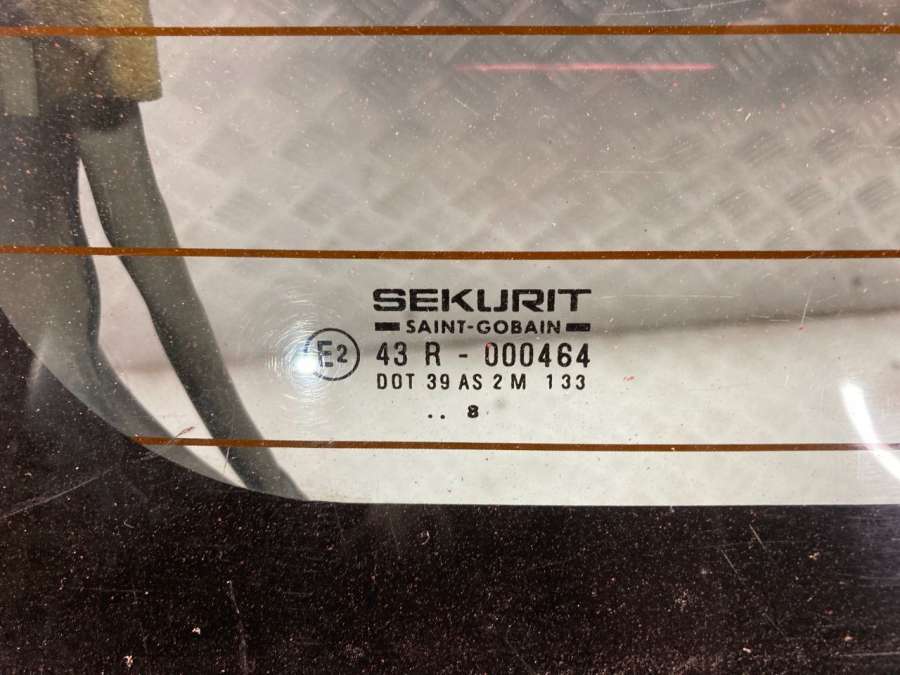 SEKURIT
SAINT-GOBAIN
E2 43 R - 000464
DOT 39 AS 2 M 133
.. 8